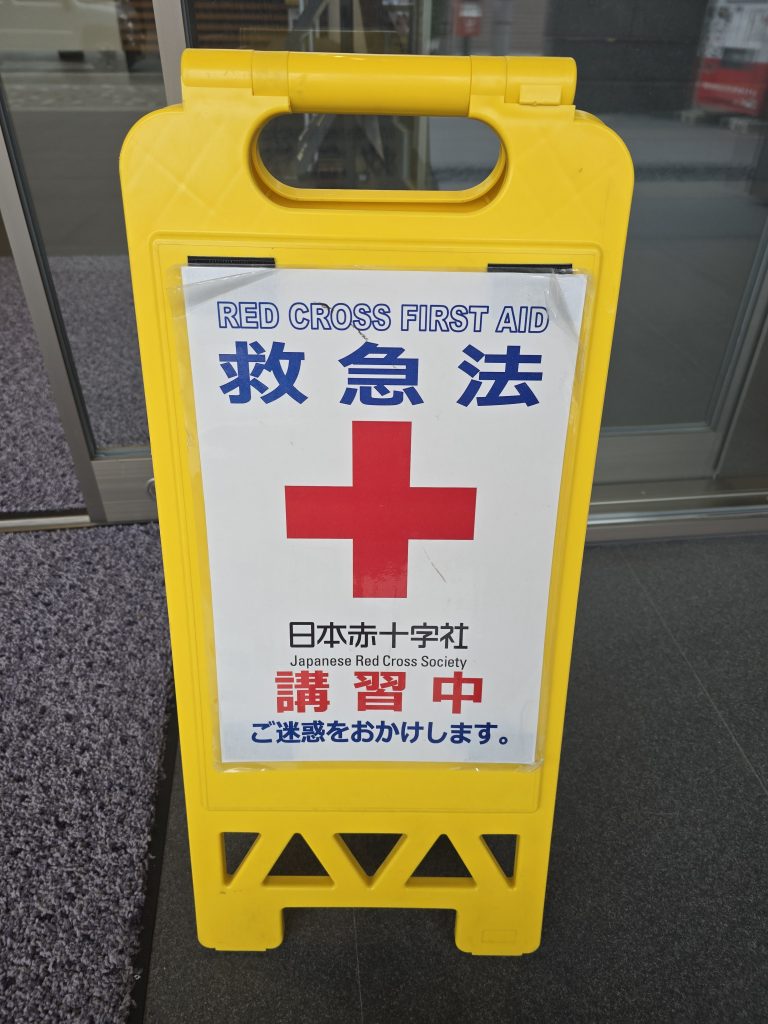 RED CROSS FIRST AID
救急法
日本赤十字社
Japanese Red Cross Society
講習中
ご迷惑をおかけします。